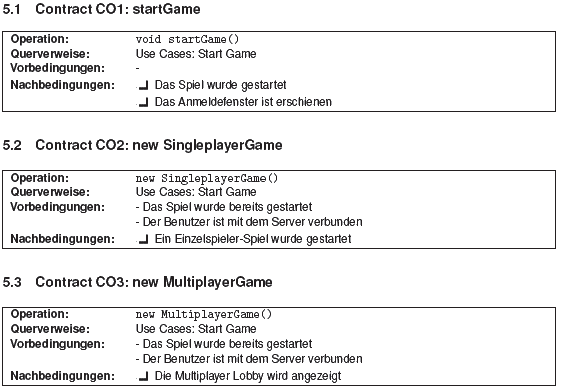 5.1 Contract CO1: startGame
Operation: void startGame()
Querverweise: Use Cases: Start Game
Vorbedingungen: -
Nachbedingungen: Das Spiel wurde gestartet
Das Anmeldefenster ist erschienen
5.2 Contract CO2: new SingleplayerGame
Operation: new SingleplayerGame()
Querverweise: Use Cases: Start Game
Vorbedingungen: - Das Spiel wurde bereits gestartet
- Der Benutzer ist mit dem Server verbunden
Nachbedingungen: Ein Einzelspieler-Spiel wurde gestartet
5.3 Contract CO3: new MultiplayerGame
Operation: new MultiplayerGame()
Querverweise: Use Cases: Start Game
Vorbedingungen: - Das Spiel wurde bereits gestartet
- Der Benutzer ist mit dem Server verbunden
Nachbedingungen: Die Multiplayer Lobby wird angezeigt